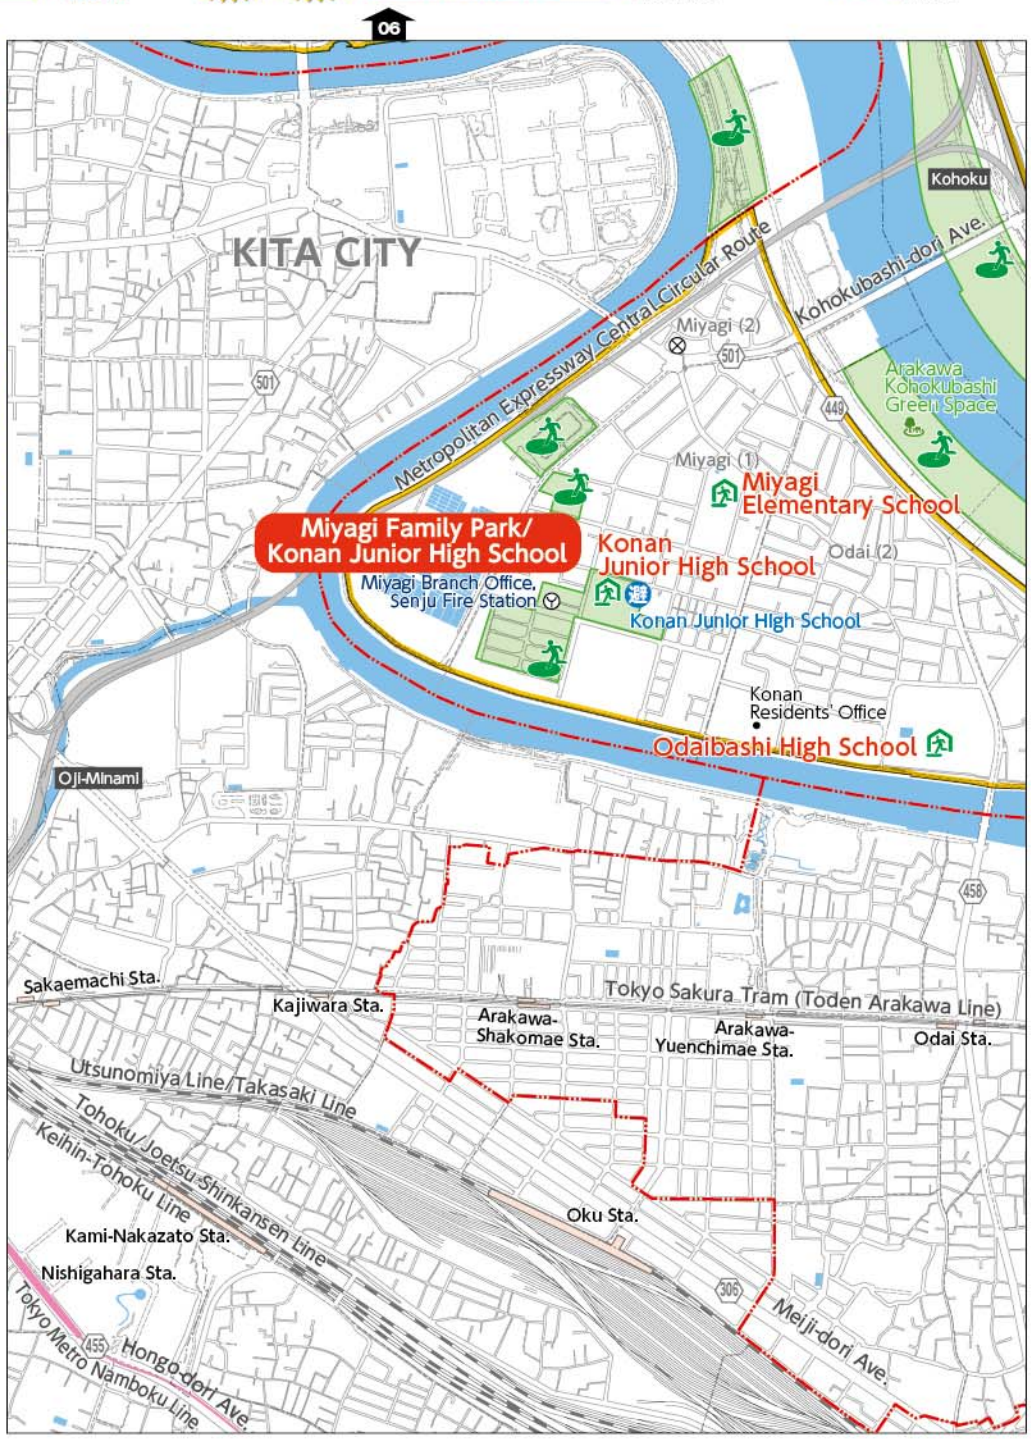 06
Kohoku
KITA CITY
Metropolitan Expressway Central Circular Route
Kohokubashi-dori Ave.
Miyagi (2)
501
501
449
Arakawa
Kohokubashi
Green Space
Miyagi (1)
Miyagi
Elementary School
Miyagi Family Park/
Konan Junior High School
Konan
Junior High School
Odai (2)
Miyagi Branch Office,
Senju Fire Station
避
Konan Junior High School
Konan
Residents' Office
Odaibashi High School
Oji-Minami
458
Sakaemachi Sta.
Kajiwara Sta.
Tokyo Sakura Tram (Toden Arakawa Line)
Arakawa-
Shakomae Sta.
Arakawa-
Yuenchimae Sta.
Odai Sta.
Utsunomiya Line/Takasaki Line
Tohoku/Joetsu Shinkansen Line
Keihin-Tohoku Line
Oku Sta.
Kami-Nakazato Sta.
Nishigahara Sta.
306
Meiji-dori Ave.
455
Hongo-dori Ave.
Tokyo Metro Namboku Line